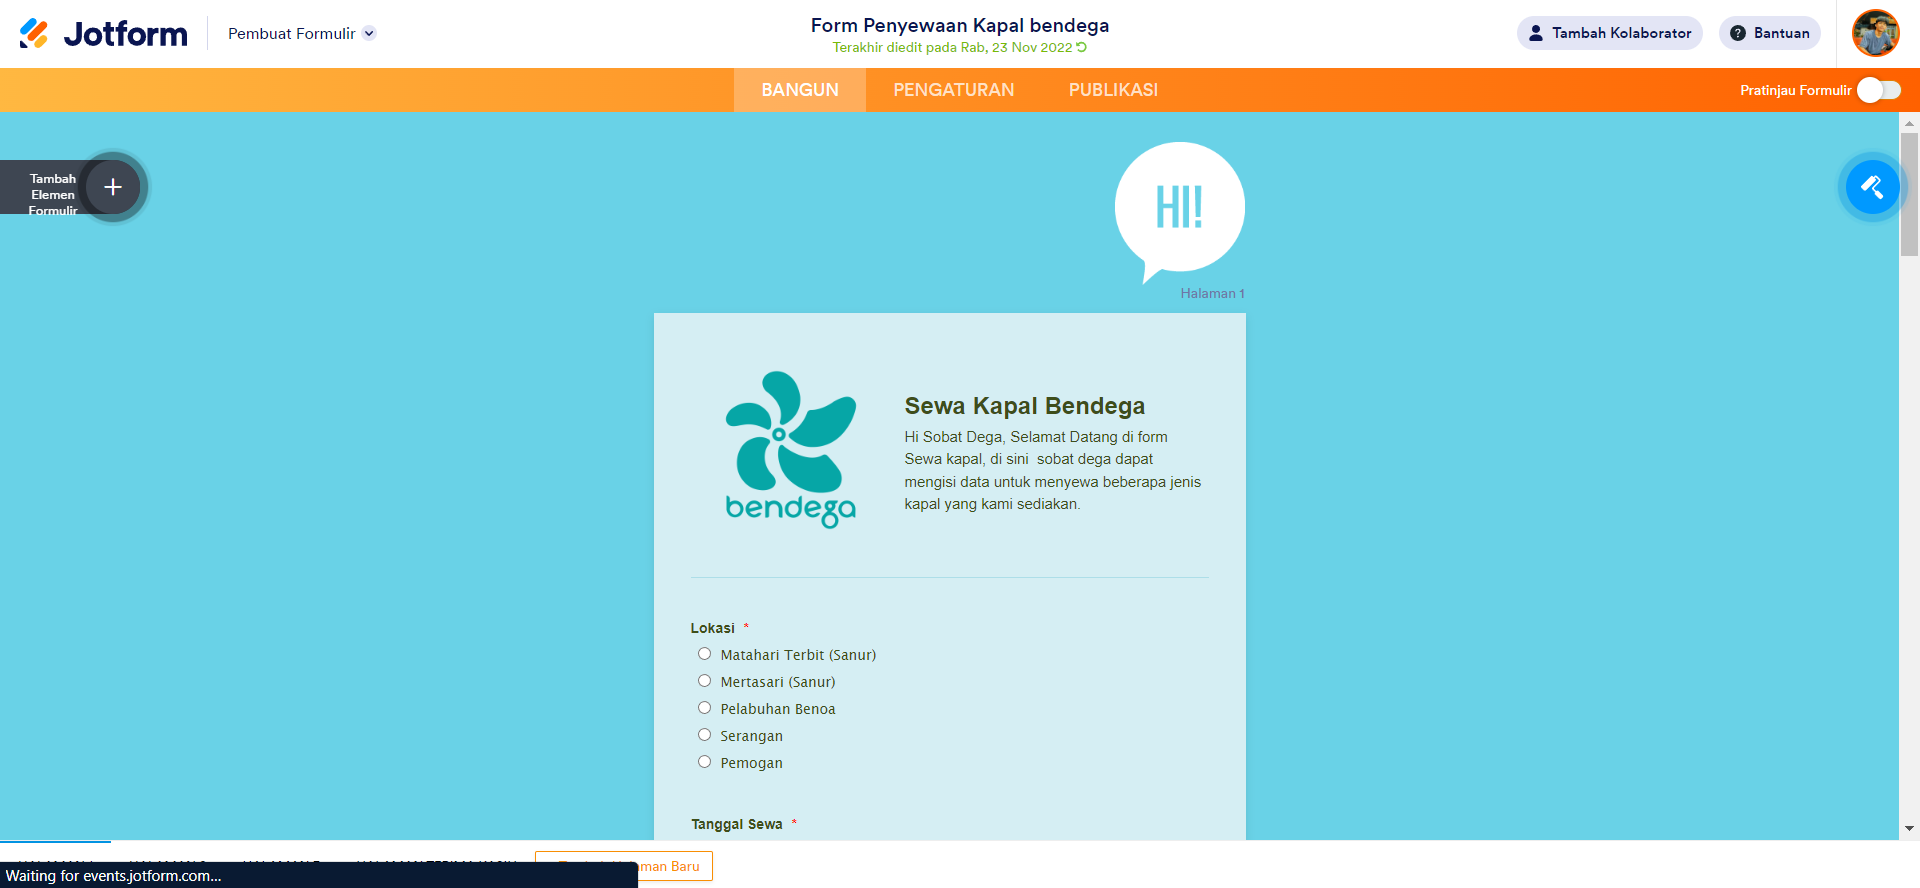 Jotform
Pembuat Formulir
Form Penyewaan Kapal bendega
Terakhir diedit pada Rab, 23 Nov 2022
Tambah Kolaborator
? Bantuan
BANGUN
PENGATURAN
PUBLIKASI
Pratinjau Formulir
Tambah
Elemen
Formulir
HI!
Halaman 1
bendega
Sewa Kapal Bendega
Hi Sobat Dega, Selamat Datang di form
Sewa kapal, di sini sobat dega dapat
mengisi data untuk menyewa beberapa jenis
kapal yang kami sediakan.
Lokasi *
Matahari Terbit (Sanur)
Mertasari (Sanur)
Pelabuhan Benoa
Serangan
Pemogan
Tanggal Sewa *
Baru
Waiting for events.jotform.com...